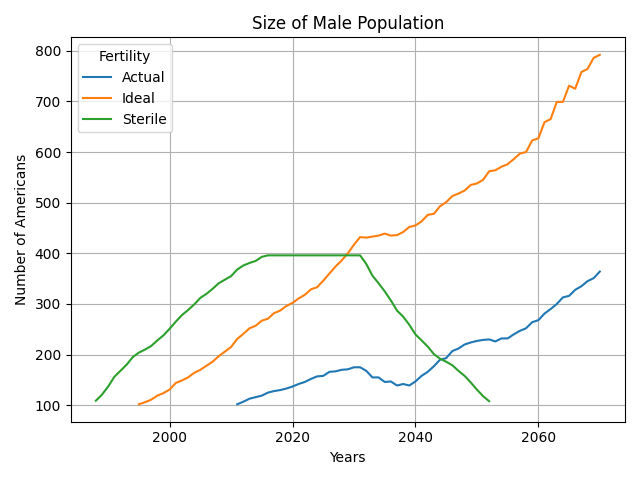 Size of Male Population
Fertility
Actual
Ideal
Sterile
Number of Americans
800
700
600
500
400
300
200
100
2000
2020
2040
2060
Years